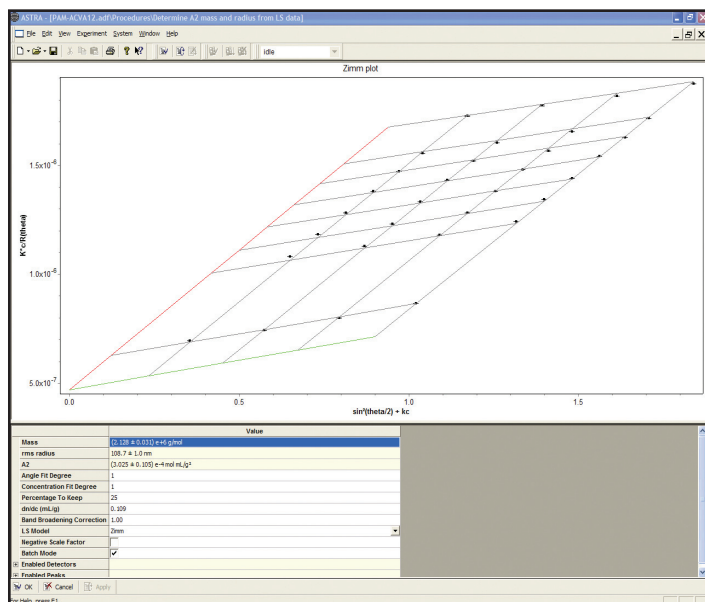 ASTRA - [PAM-ACVA12.adf\Procedures\Determine A2 mass and radius from LS data]
File Edit View Experiment System Window Help
idle
Zimm plot
K*c/R(theta)
1.5x10⁻⁶
1.0x10⁻⁶
5.0x10⁻⁷
0.0 0.5 1.0 1.5
sin²(theta/2) + kc
Value
Mass (2.128 ± 0.031) e+6 g/mol
rms radius 108.7 ± 1.0 nm
A2 (3.025 ± 0.105) e-4 mol mL/g²
Angle Fit Degree 1
Concentration Fit Degree 1
Percentage To Keep 25
dn/dc (mL/g) 0.109
Band Broadening Correction 1.00
LS Model Zimm
Negative Scale Factor
Batch Mode
Enabled Detectors
Enabled Peaks
OK Cancel Apply
For Help, press F1